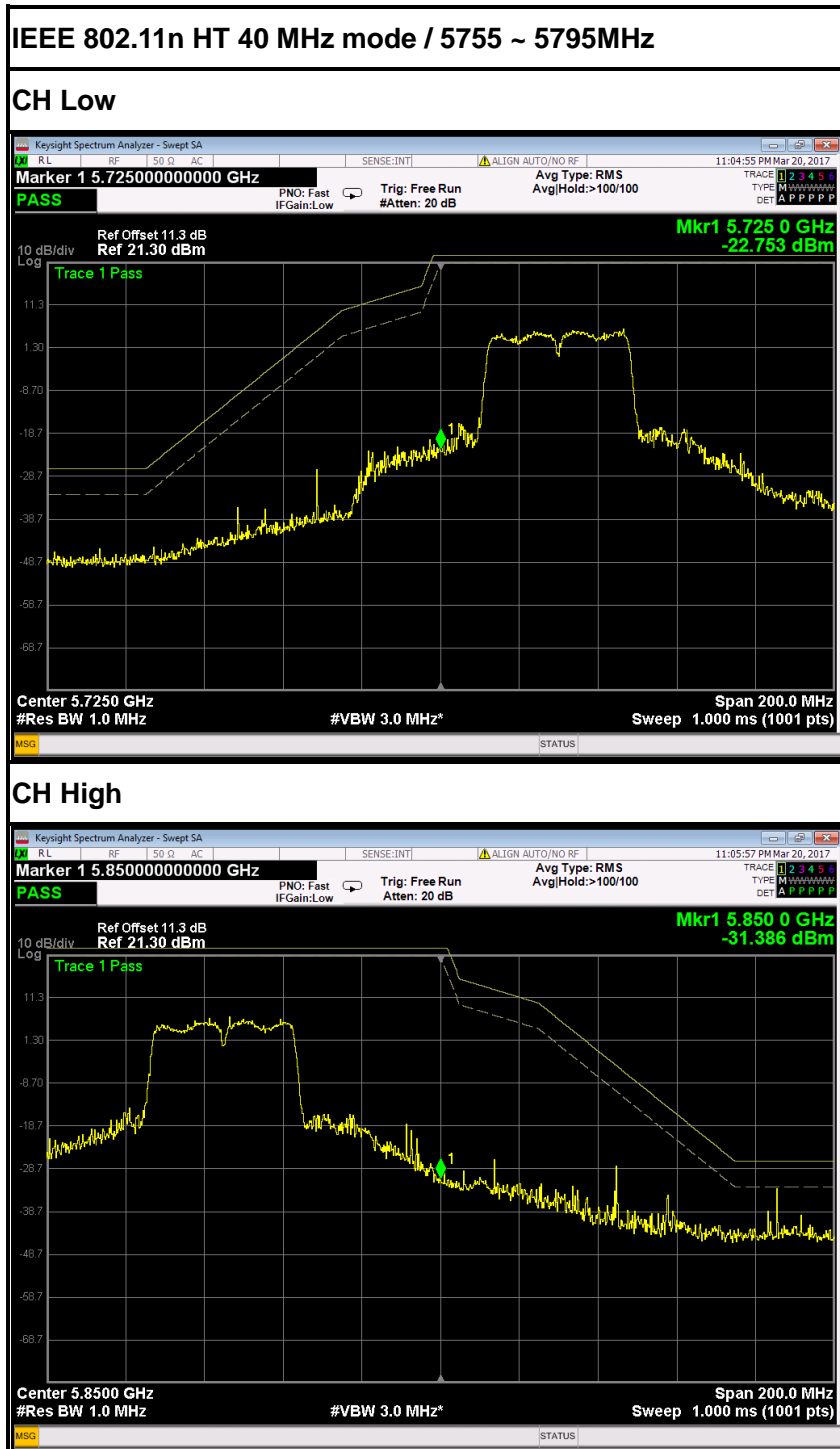 IEEE 802.11n HT 40 MHz mode / 5755 ~ 5795MHz
CH Low
Keysight Spectrum Analyzer - Swept SA
LXI RL RF 50 Ω AC SENSE:INT ALIGN AUTO/NO RF 11:04:55 PM Mar 20, 2017
Marker 1 5.725000000000 GHz Avg Type: RMS TRACE 1 2 3 4 5 6
PASS PNO: Fast Trig: Free Run Avg|Hold:>100/100 TYPE M W W W W W
IFGain:Low #Atten: 20 dB DET A P P P P P
Mkr1 5.725 0 GHz
Ref Offset 11.3 dB
10 dB/div Ref 21.30 dBm -22.753 dBm
Log
Trace 1 Pass
11.3
1.30
-8.70
1
-18.7
-28.7
-38.7
-48.7
-58.7
-68.7
Center 5.7250 GHz Span 200.0 MHz
#Res BW 1.0 MHz #VBW 3.0 MHz* Sweep 1.000 ms (1001 pts)
MSG STATUS
CH High
Keysight Spectrum Analyzer - Swept SA
LXI RL RF 50 Ω AC SENSE:INT ALIGN AUTO/NO RF 11:05:57 PM Mar 20, 2017
Marker 1 5.850000000000 GHz Avg Type: RMS TRACE 1 2 3 4 5 6
PASS PNO: Fast Trig: Free Run Avg|Hold:>100/100 TYPE M W W W W W
IFGain:Low Atten: 20 dB DET A P P P P P
Mkr1 5.850 0 GHz
Ref Offset 11.3 dB
10 dB/div Ref 21.30 dBm -31.386 dBm
Log
Trace 1 Pass
11.3
1.30
-8.70
-18.7
1
-28.7
-38.7
-48.7
-58.7
-68.7
Center 5.8500 GHz Span 200.0 MHz
#Res BW 1.0 MHz #VBW 3.0 MHz* Sweep 1.000 ms (1001 pts)
MSG STATUS